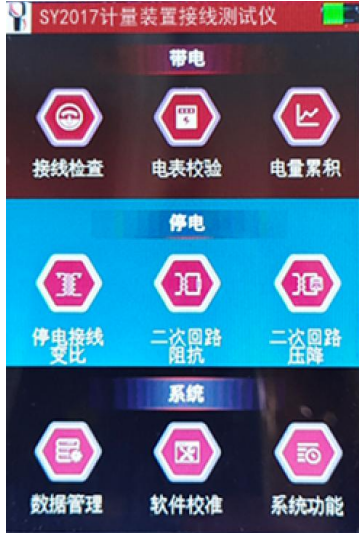 SY2017计量装置接线测试仪
带电
接线检查
电表校验
电量累积
停电
停电接线
变比
二次回路
阻抗
二次回路
压降
系统
数据管理
软件校准
系统功能